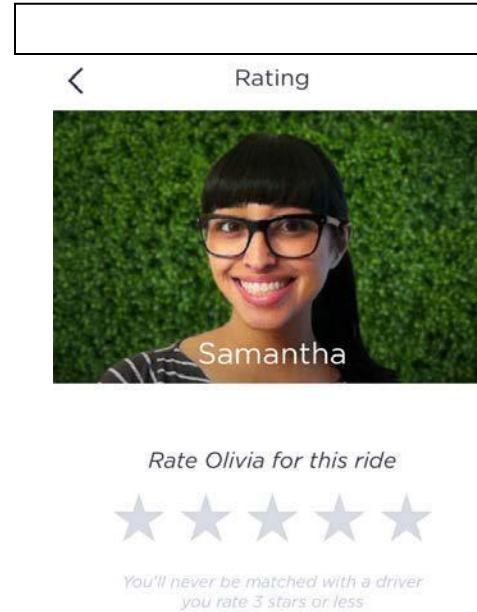 Rating
Samantha
Rate Olivia for this ride
You'll never be matched with a driver
you rate 3 stars or less